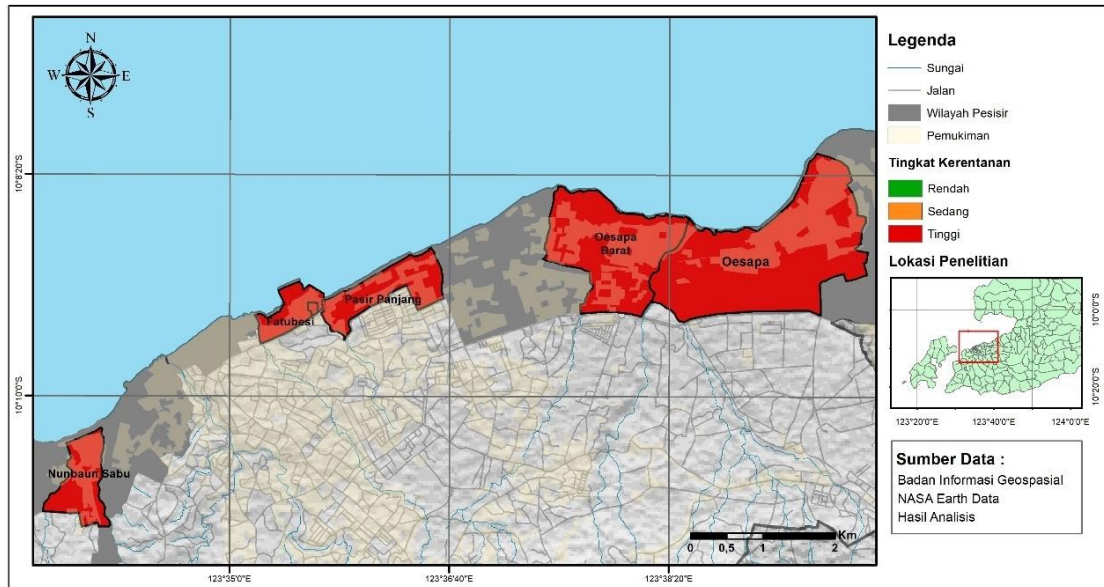 N
W E
S
10°8'20"S
10°10'0"S
123°35'0"E
123°36'40"E
123°38'20"E
Oesapa
Barat
Oesapa
Pasir Panjang
Fatubesi
Nunbaun Sabu
Km
0 0,5 1 2
Legenda
Sungai
Jalan
Wilayah Pesisir
Pemukiman
Tingkat Kerentanan
Rendah
Sedang
Tinggi
Lokasi Penelitian
10°0'0"S
10°20'0"S
123°20'0"E
123°40'0"E
124°0'0"E
Sumber Data :
Badan Informasi Geospasial
NASA Earth Data
Hasil Analisis